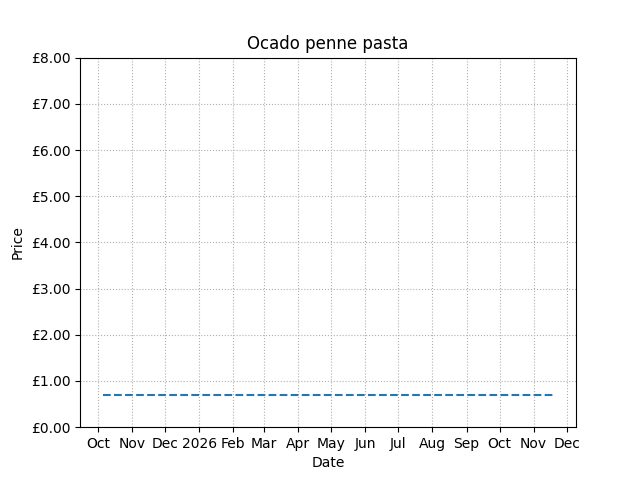 Ocado penne pasta
£8.00
£7.00
£6.00
£5.00
£4.00
£3.00
£2.00
£1.00
£0.00
Price
Oct Nov Dec 2026 Feb Mar Apr May Jun Jul Aug Sep Oct Nov Dec
Date